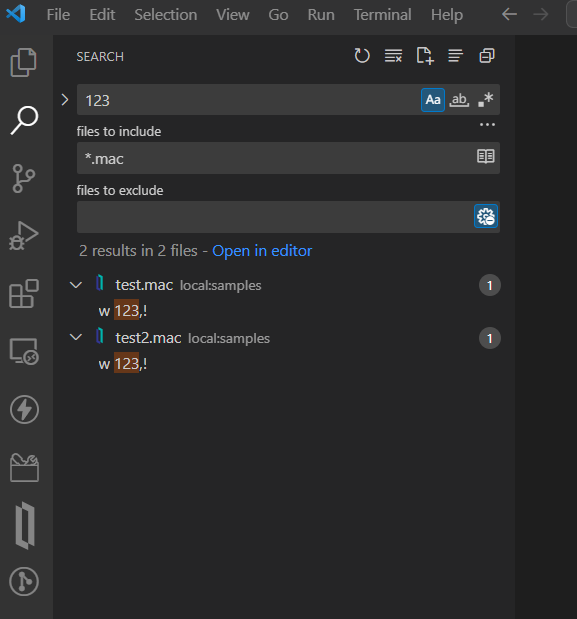 File Edit Selection View Go Run Terminal Help
SEARCH
123
Aa ab .*
files to include
*.mac
files to exclude
2 results in 2 files - Open in editor
test.mac local:samples 1
w 123,!
test2.mac local:samples 1
w 123,!